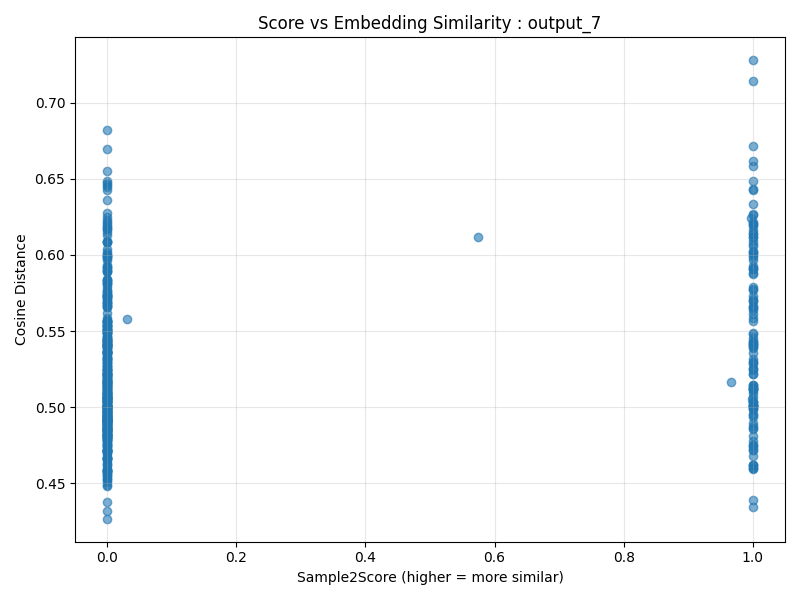 Score vs Embedding Similarity : output_7
Cosine Distance
0.70
0.65
0.60
0.55
0.50
0.45
0.0 0.2 0.4 0.6 0.8 1.0
Sample2Score (higher = more similar)